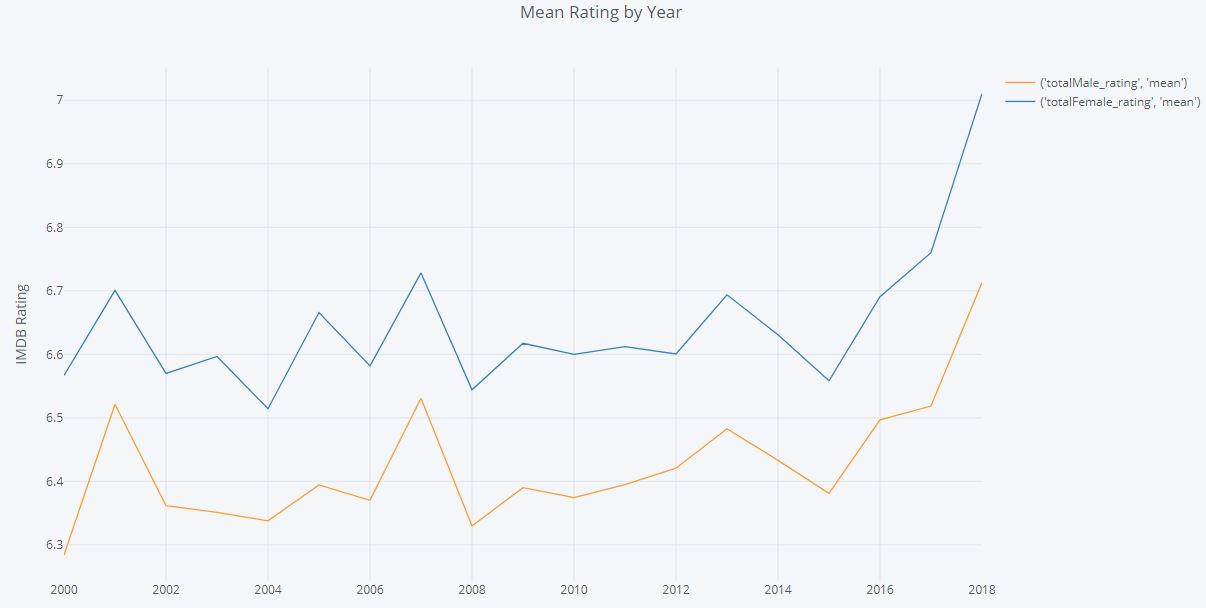 Mean Rating by Year
('totalMale_rating', 'mean')
('totalFemale_rating', 'mean')
IMDB Rating
7
6.9
6.8
6.7
6.6
6.5
6.4
6.3
2000 2002 2004 2006 2008 2010 2012 2014 2016 2018